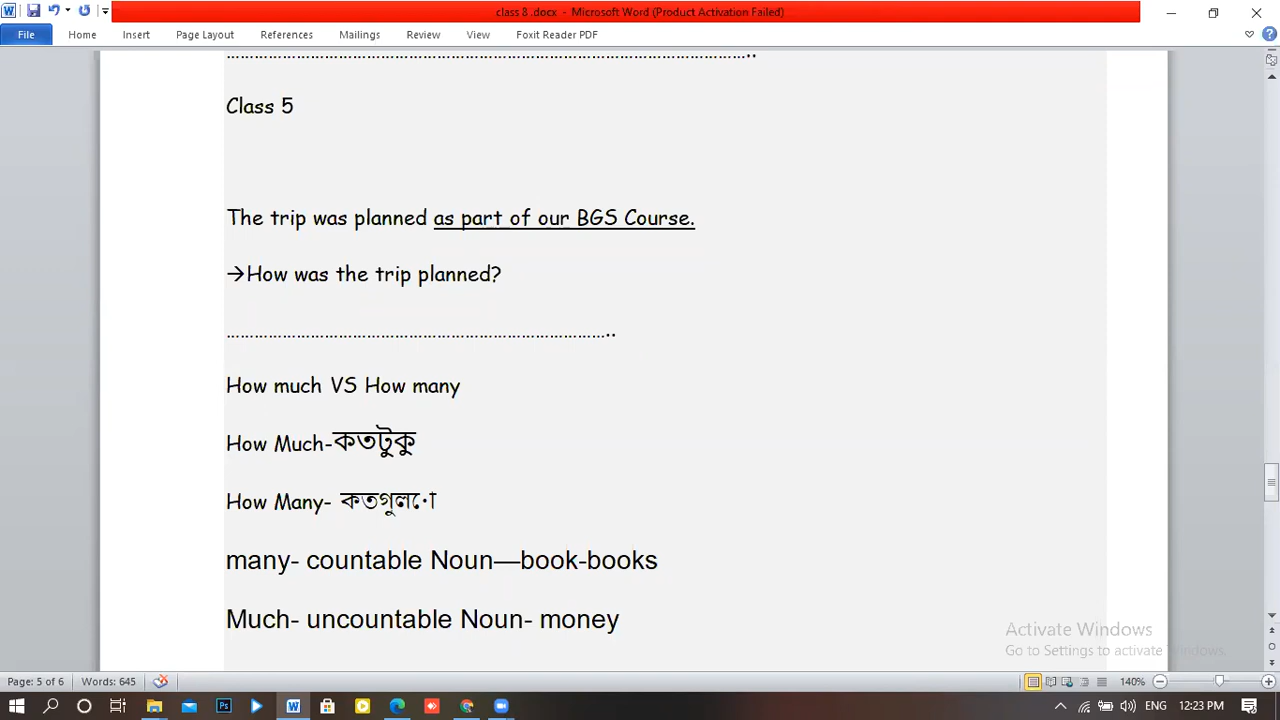 class 8 .docx - Microsoft Word (Product Activation Failed)
File Home Insert Page Layout References Mailings Review View Foxit Reader PDF
Class 5
The trip was planned as part of our BGS Course.
→How was the trip planned?
…………………………………………………………………………..
How much VS How many
How Much-কতটুকু
How Many- কতগুলো
many- countable Noun—book-books
Much- uncountable Noun- money
Activate Windows
Go to Settings to activate Windows.
Page: 5 of 6 Words: 645 140%
ENG 12:23 PM